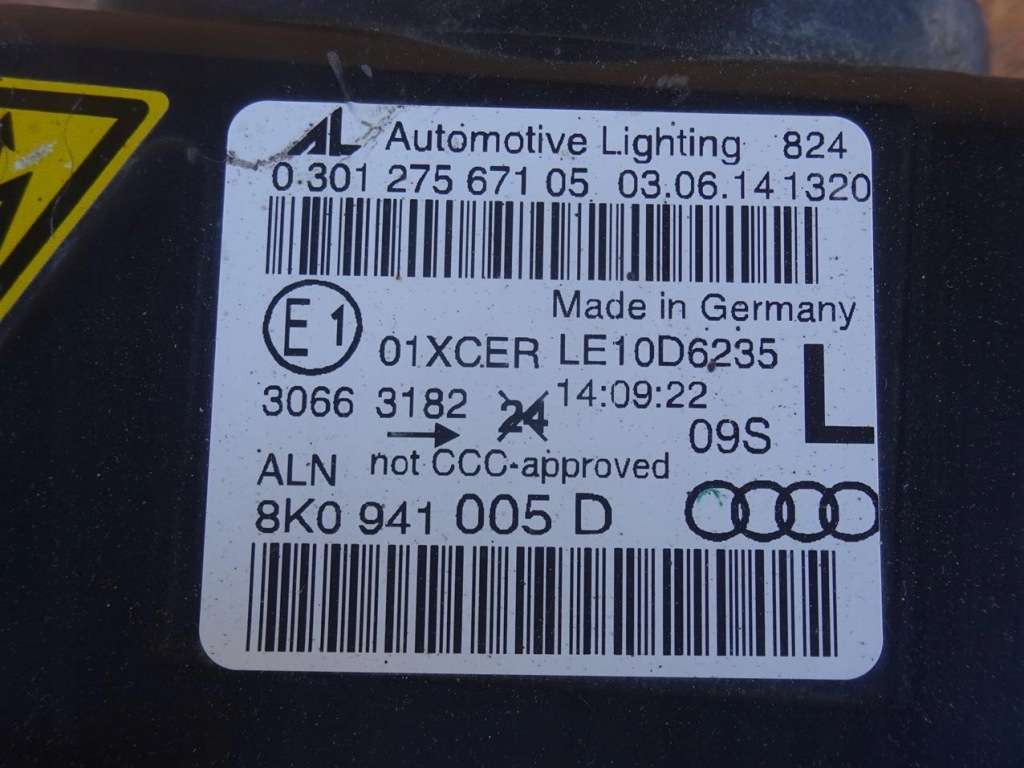 AL Automotive Lighting 824
0 301 275 671 05 03.06.14 1320
Made in Germany
E1 01XCER LE10D6235 L
3066 3182 24 14:09:22
09S
ALN not CCC-approved
8K0 941 005 D